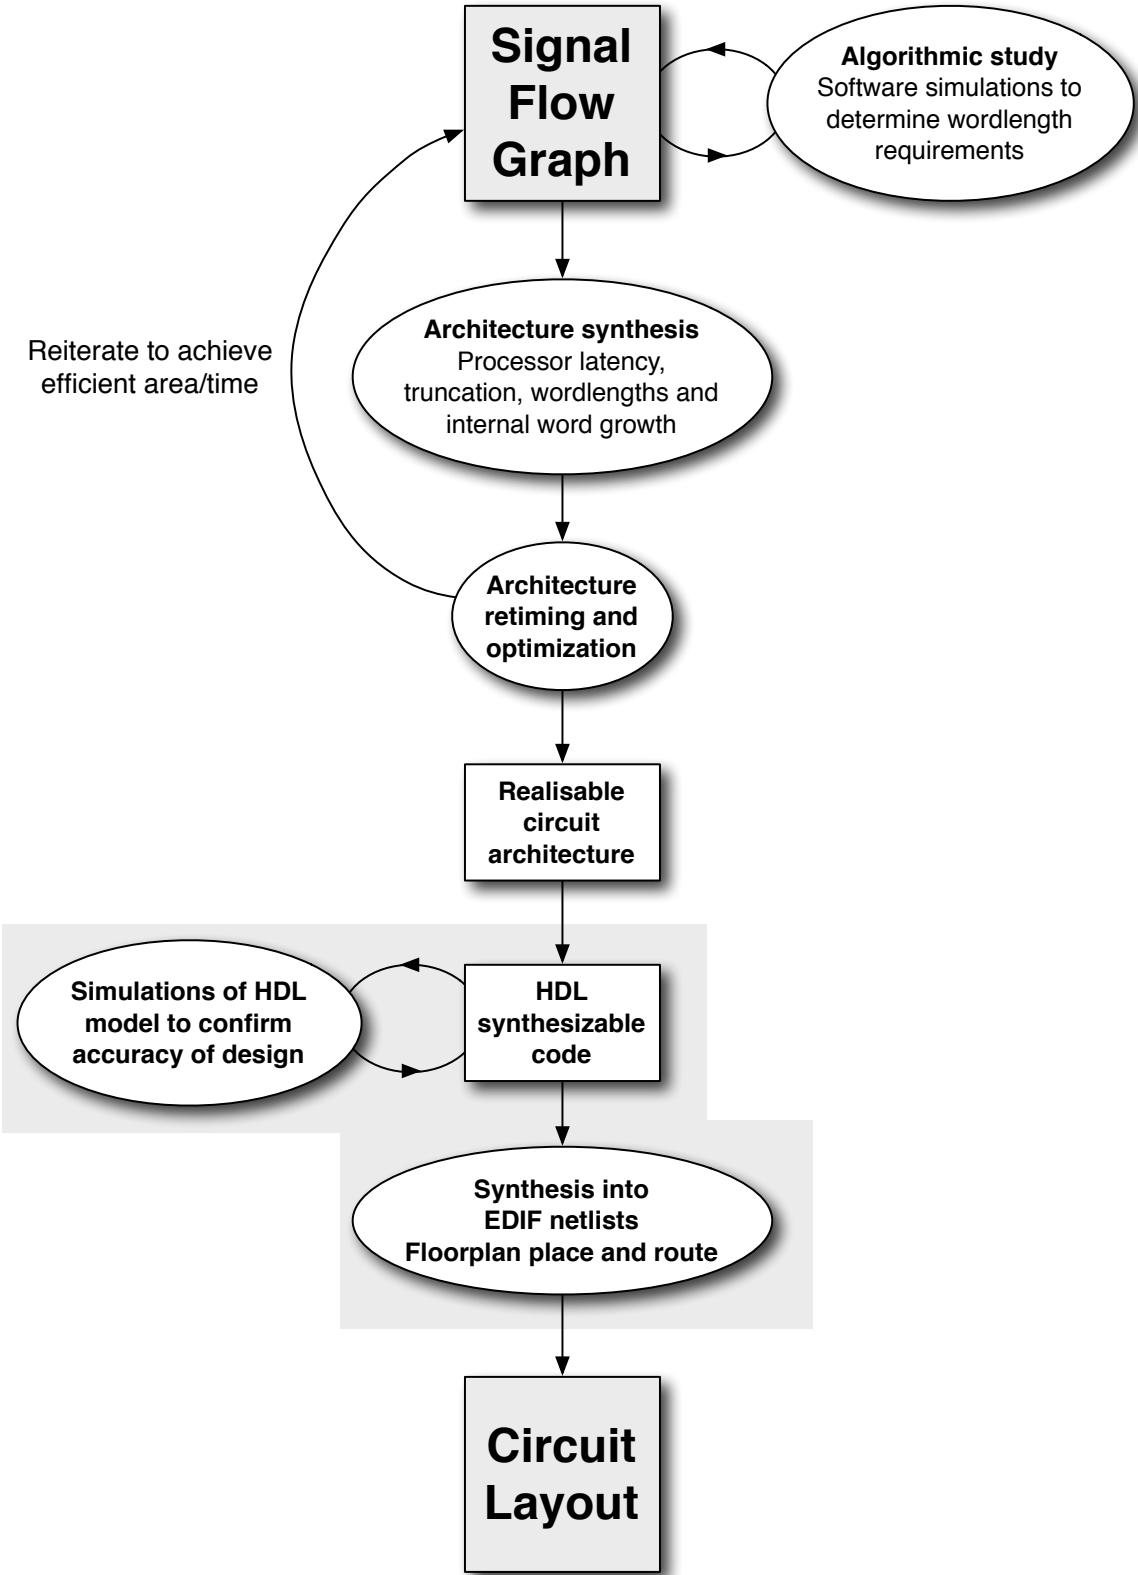 Signal
Flow
Graph
Algorithmic study
Software simulations to
determine wordlength
requirements
Reiterate to achieve
efficient area/time
Architecture synthesis
Processor latency,
truncation, wordlengths and
internal word growth
Architecture
retiming and
optimization
Realisable
circuit
architecture
Simulations of HDL
model to confirm
accuracy of design
HDL
synthesizable
code
Synthesis into
EDIF netlists
Floorplan place and route
Circuit
Layout